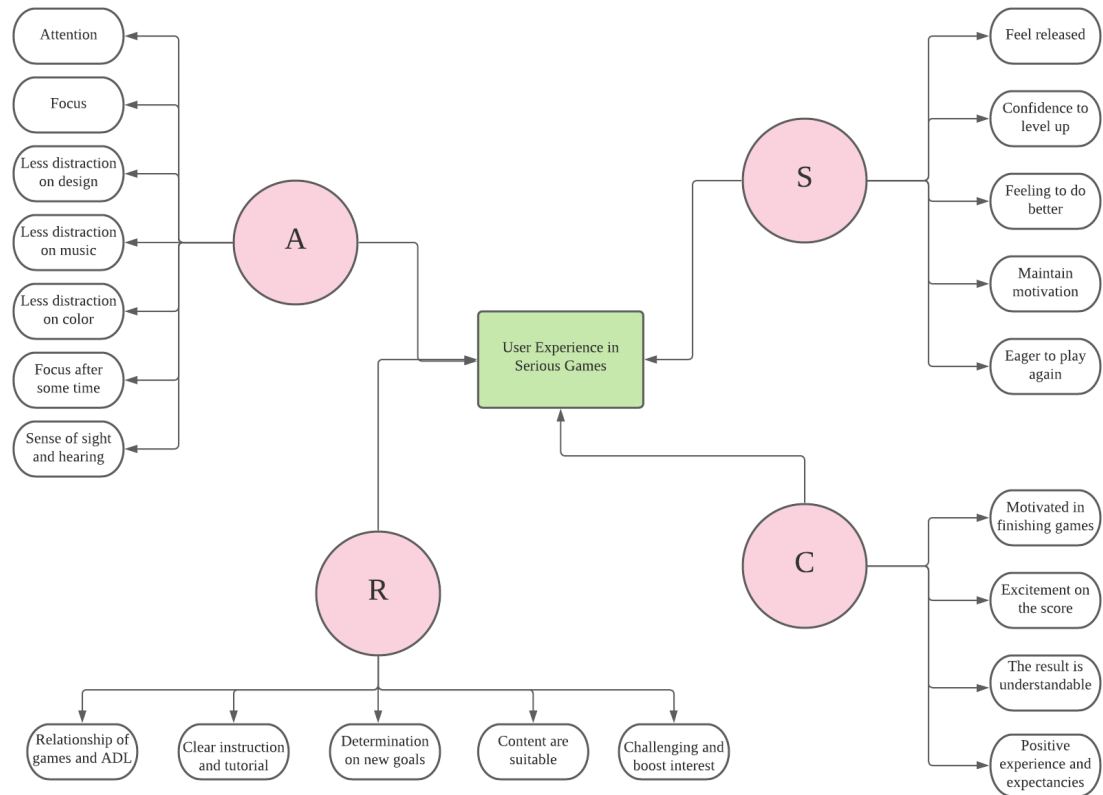 Attention
Focus
Less distraction
on design
Less distraction
on music
Less distraction
on color
Focus after
some time
Sense of sight
and hearing
A
User Experience in
Serious Games
S
Feel released
Confidence to
level up
Feeling to do
better
Maintain
motivation
Eager to play
again
R
Relationship of
games and ADL
Clear instruction
and tutorial
Determination
on new goals
Content are
suitable
Challenging and
boost interest
C
Motivated in
finishing games
Excitement on
the score
The result is
understandable
Positive
experience and
expectancies